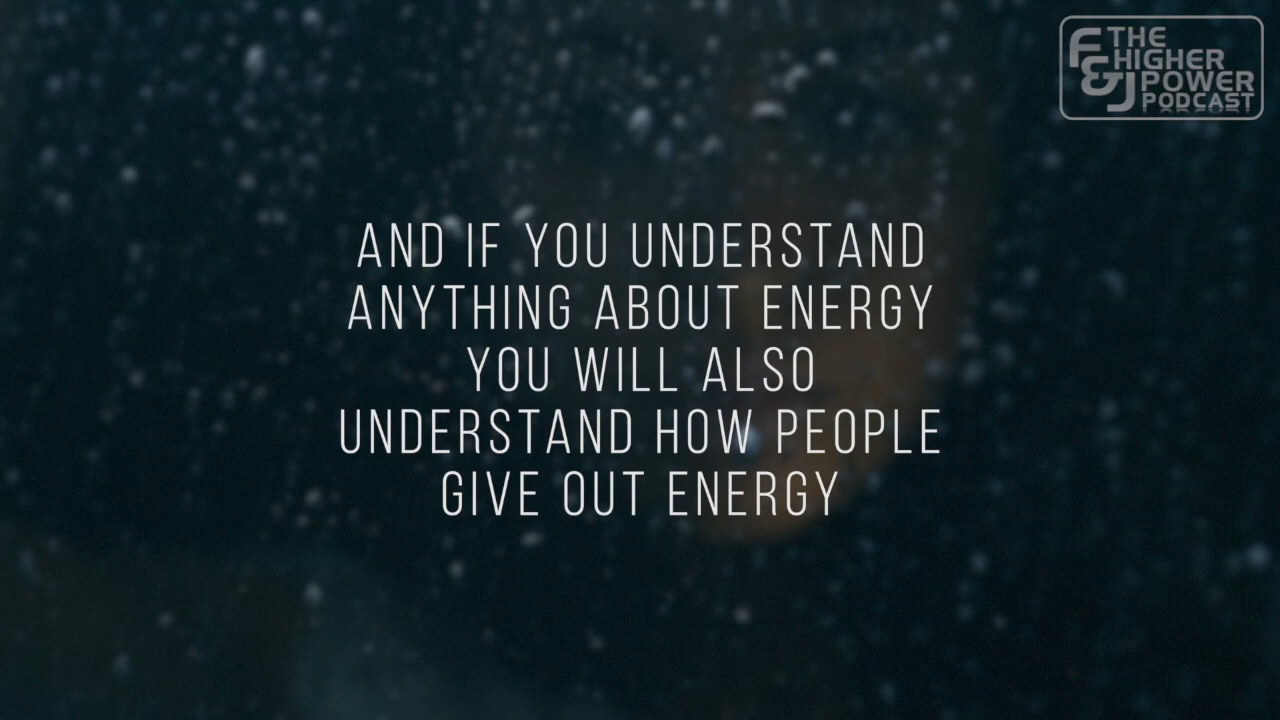 F&J THE HIGHER POWER PODCAST
AND IF YOU UNDERSTAND
ANYTHING ABOUT ENERGY
YOU WILL ALSO
UNDERSTAND HOW PEOPLE
GIVE OUT ENERGY